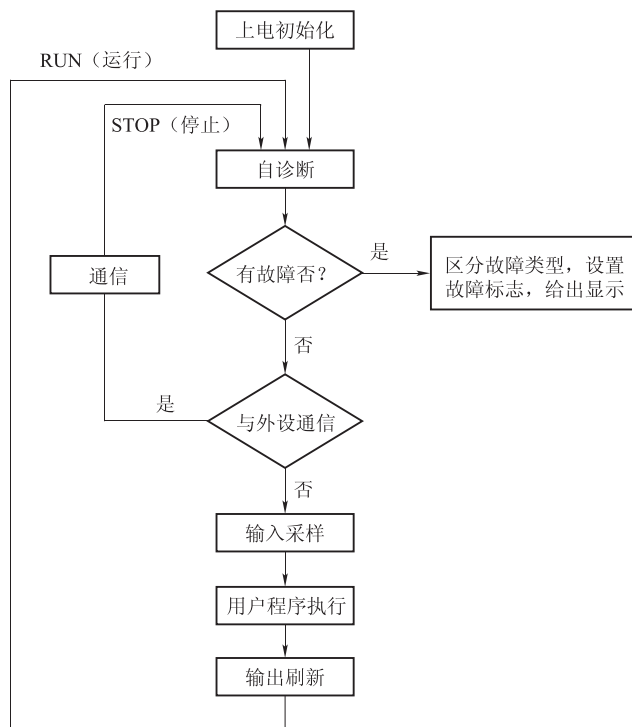 上电初始化
RUN（运行）
STOP（停止）
自诊断
通信
有故障否？
是
区分故障类型，设置
故障标志，给出显示
否
是
与外设通信
否
输入采样
用户程序执行
输出刷新